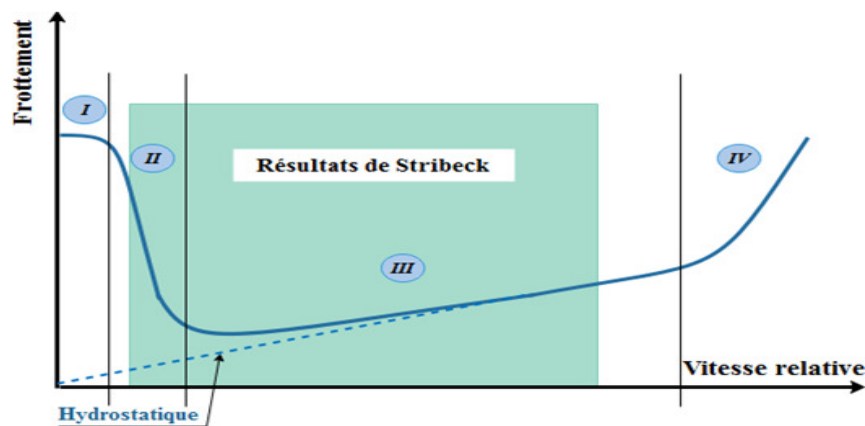 Frottement
I
II
Résultats de Stribeck
IV
III
Vitesse relative
Hydrostatique